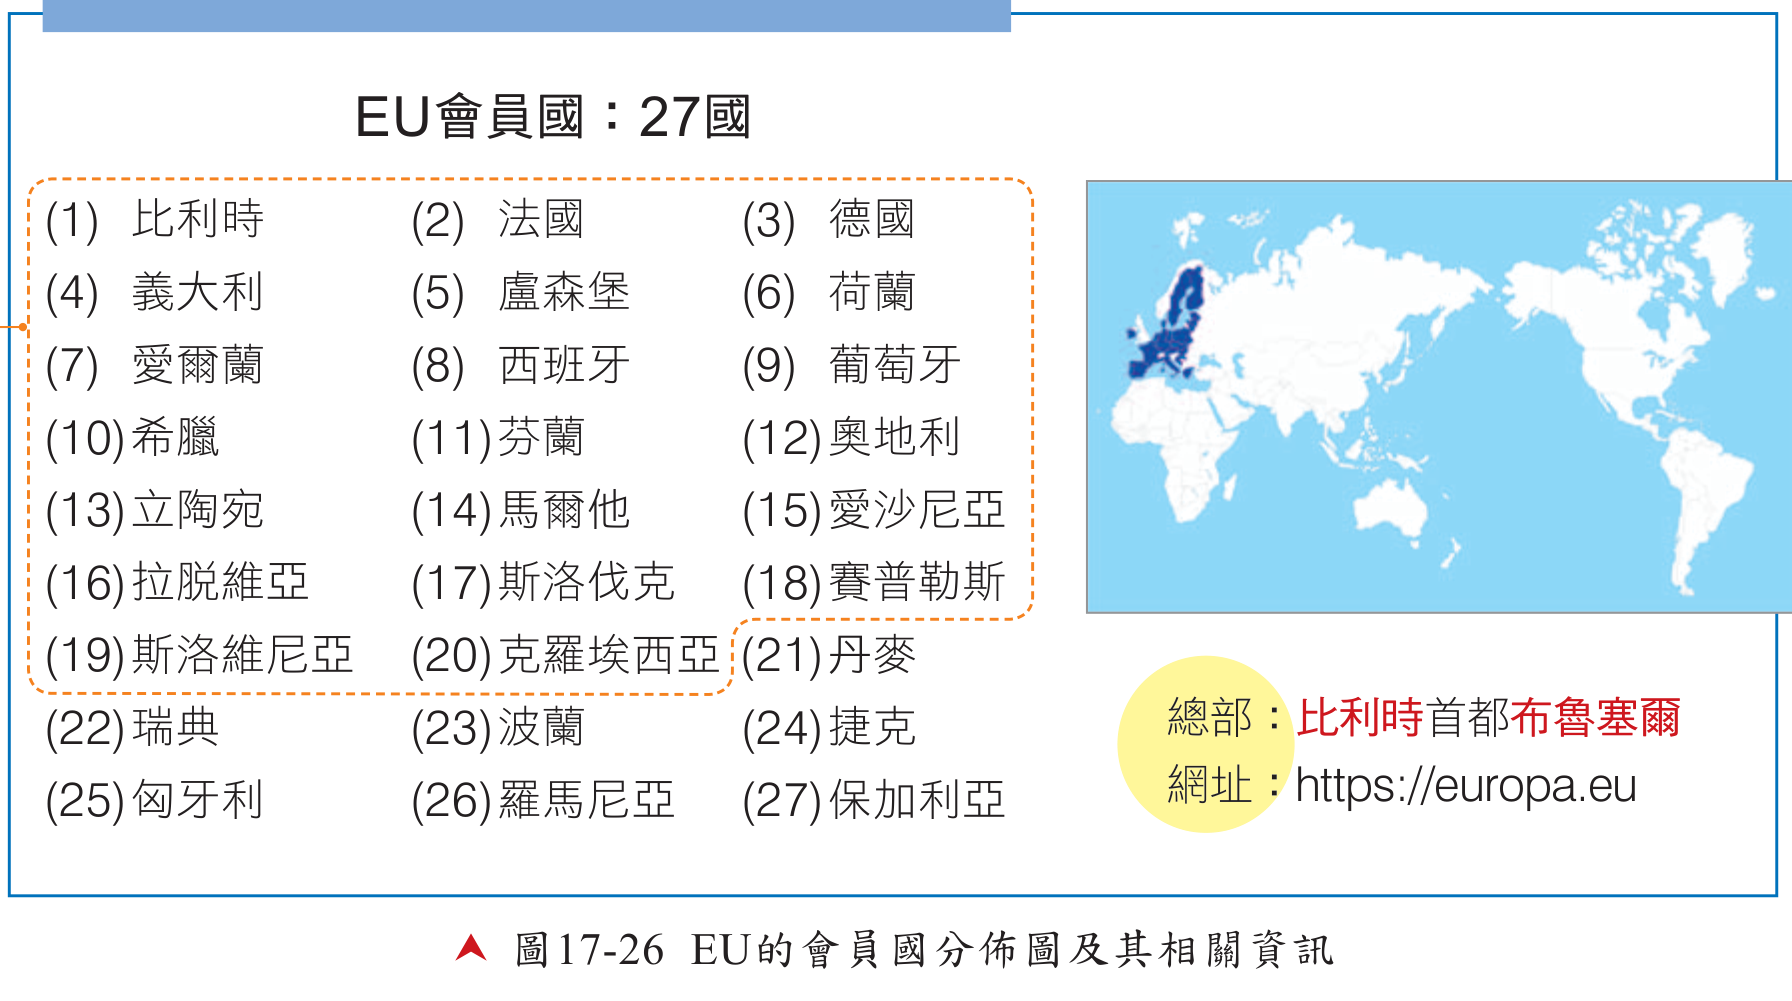 EU會員國：27國
(1) 比利時 (2) 法國 (3) 德國
(4) 義大利 (5) 盧森堡 (6) 荷蘭
(7) 愛爾蘭 (8) 西班牙 (9) 葡萄牙
(10)希臘 (11)芬蘭 (12)奧地利
(13)立陶宛 (14)馬爾他 (15)愛沙尼亞
(16)拉脫維亞 (17)斯洛伐克 (18)賽普勒斯
(19)斯洛維尼亞 (20)克羅埃西亞 (21)丹麥
(22)瑞典 (23)波蘭 (24)捷克
(25)匈牙利 (26)羅馬尼亞 (27)保加利亞
總部：比利時首都布魯塞爾
網址：https://europa.eu
圖17-26 EU的會員國分佈圖及其相關資訊